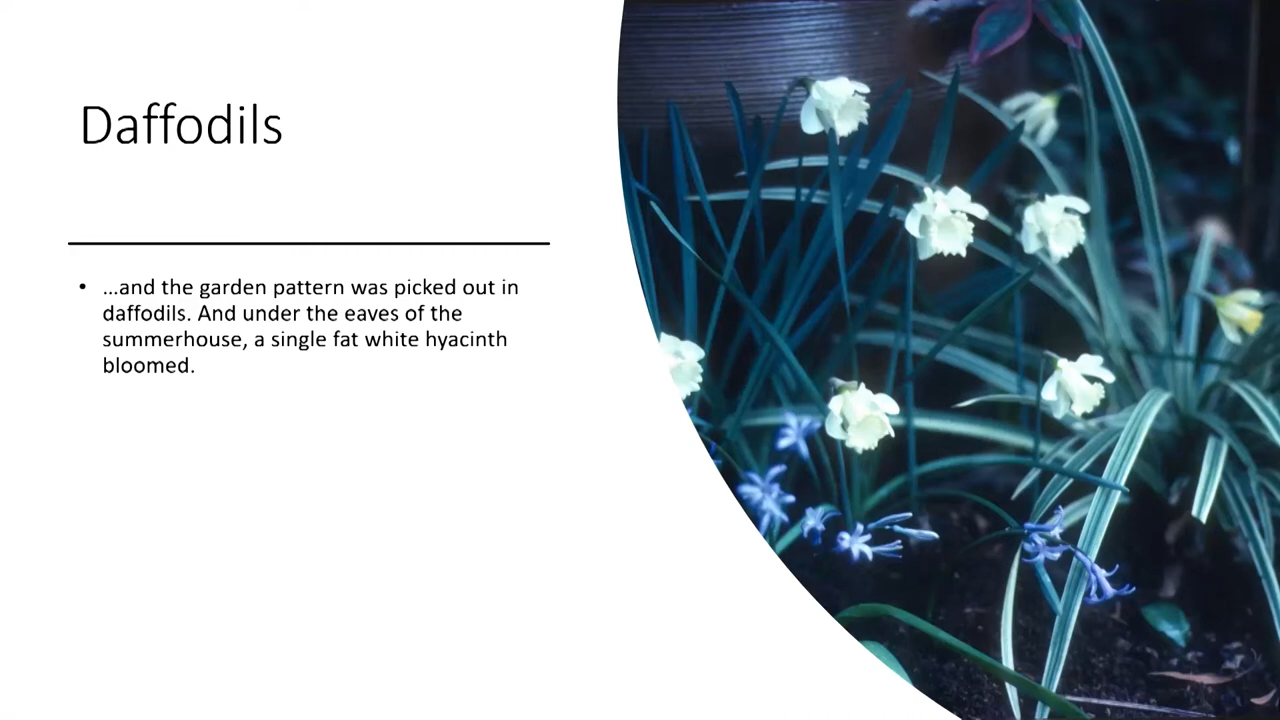 Daffodils
• …and the garden pattern was picked out in
daffodils. And under the eaves of the
summerhouse, a single fat white hyacinth
bloomed.